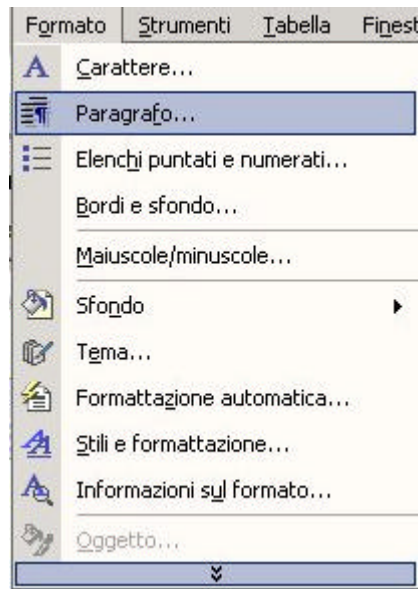 Formato Strumenti Tabella Finest
Carattere...
Paragrafo...
Elenchi puntati e numerati...
Bordi e sfondo...
Maiuscole/minuscole...
Sfondo
Tema...
Formattazione automatica...
Stili e formattazione...
Informazioni sul formato...
Oggetto...